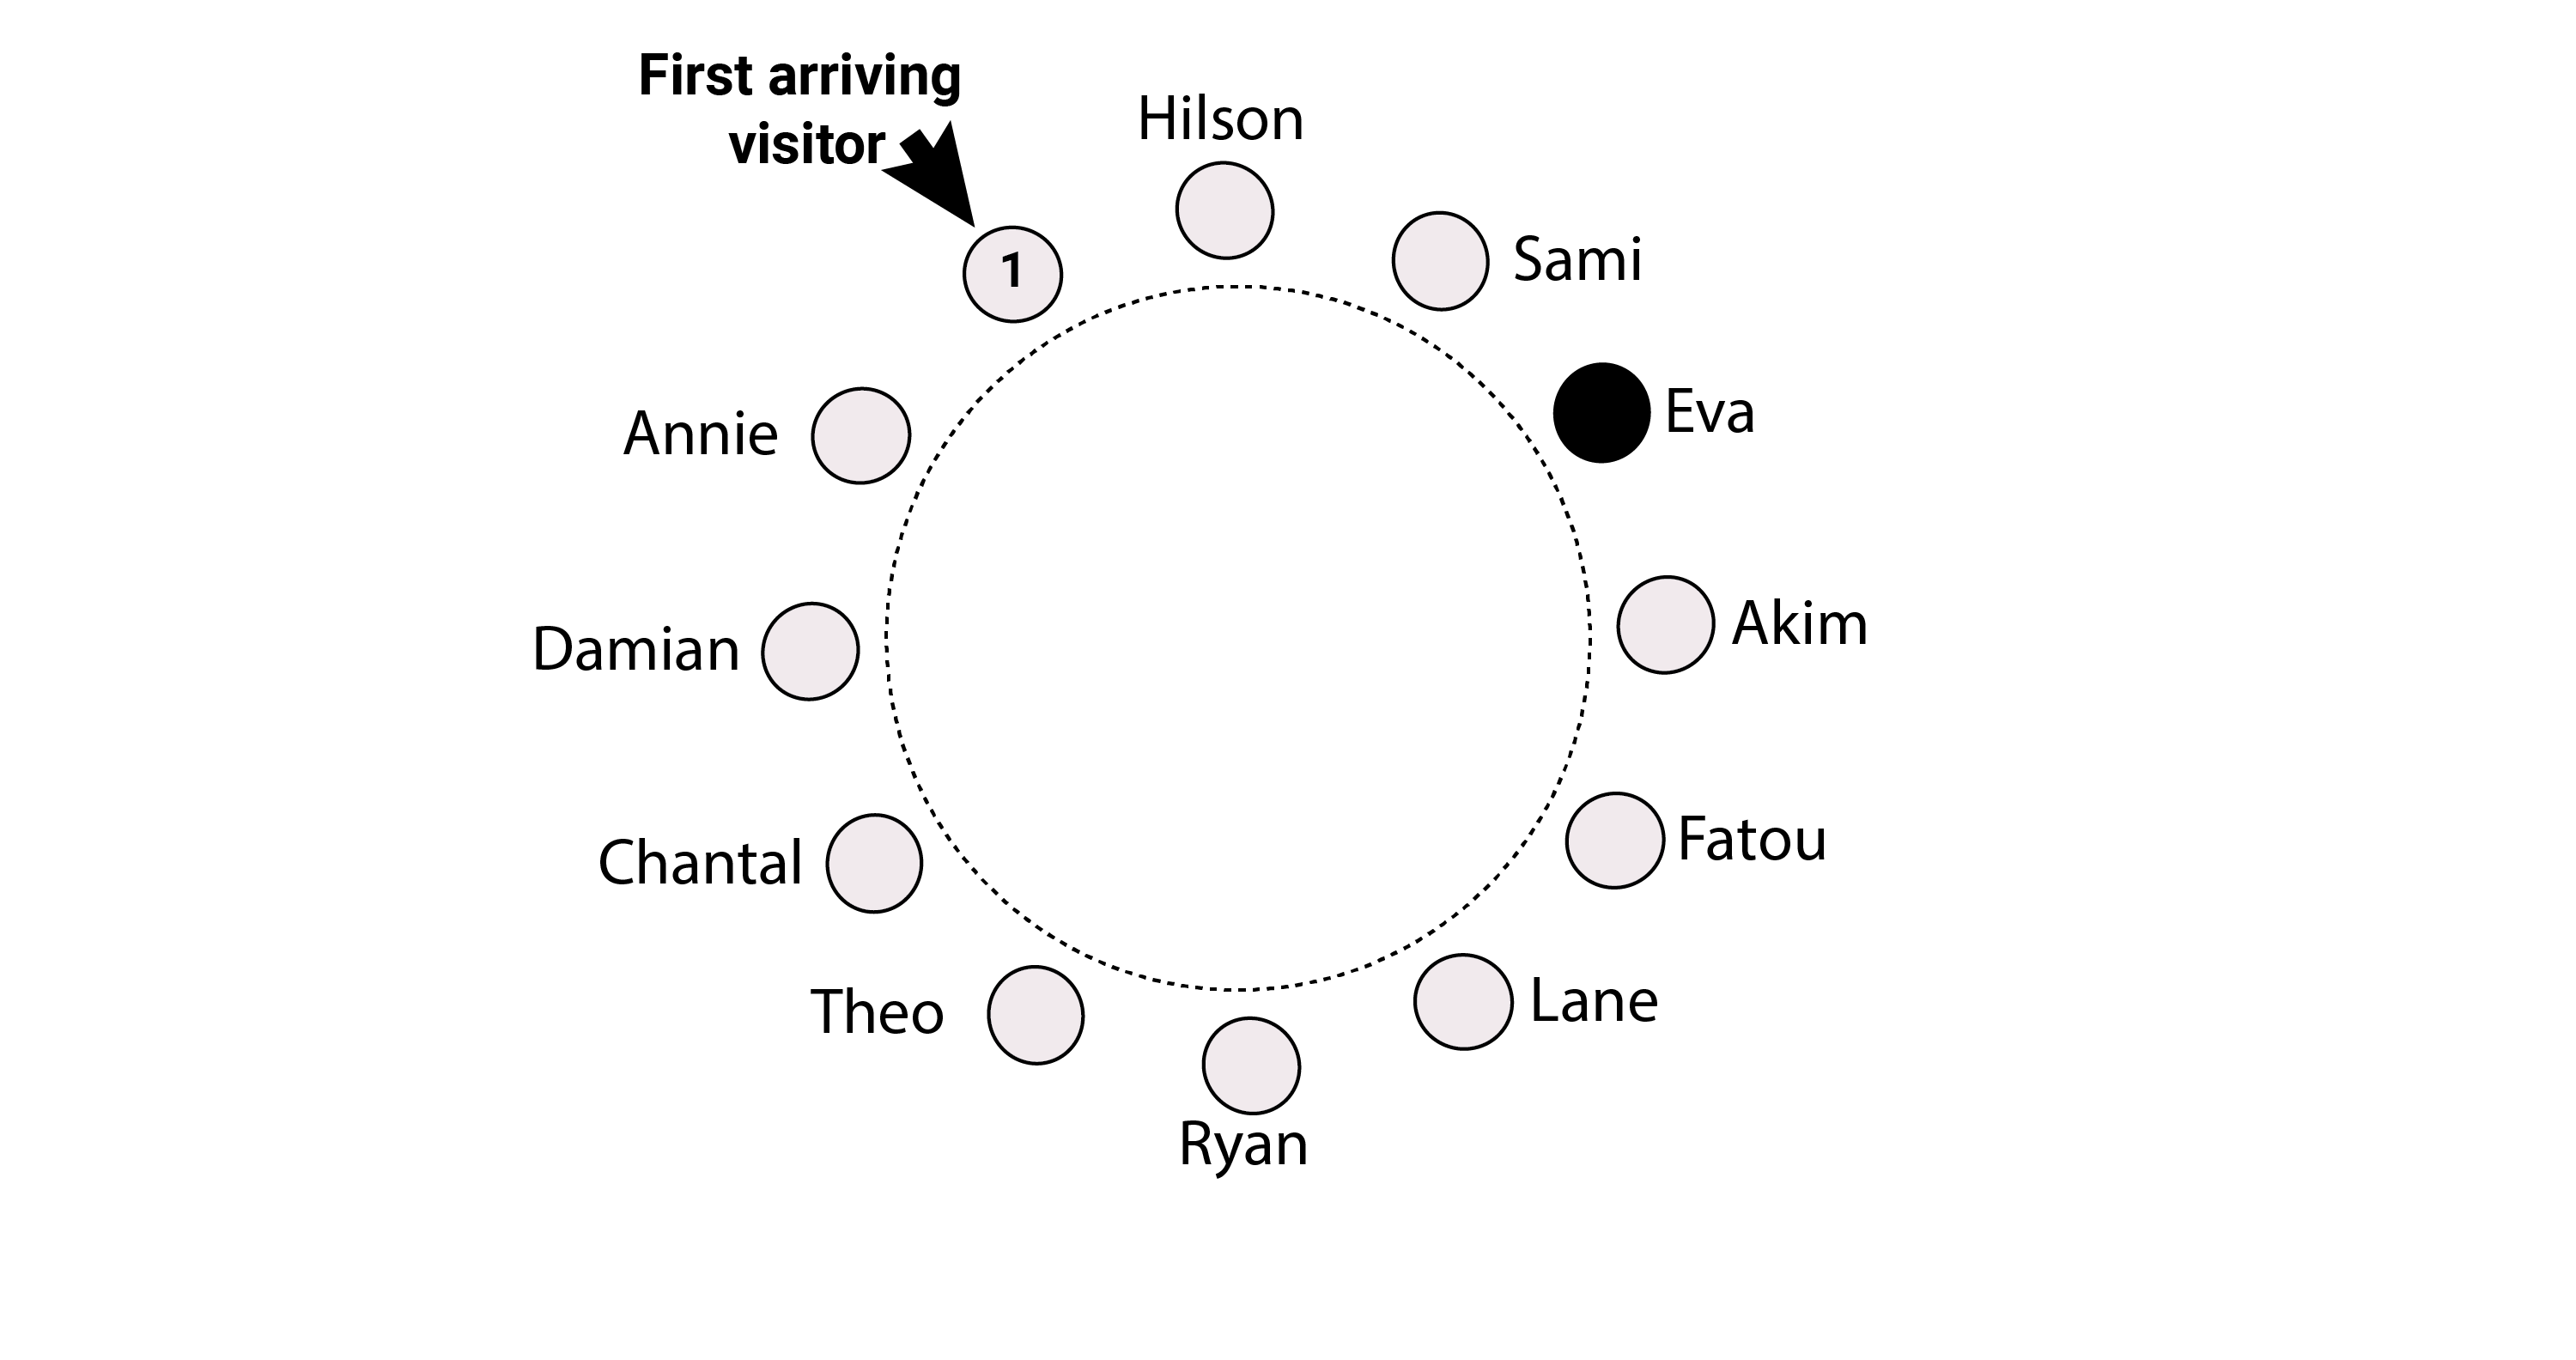 First arriving
visitor
1
Hilson
Sami
Eva
Annie
Akim
Damian
Fatou
Chantal
Lane
Theo
Ryan